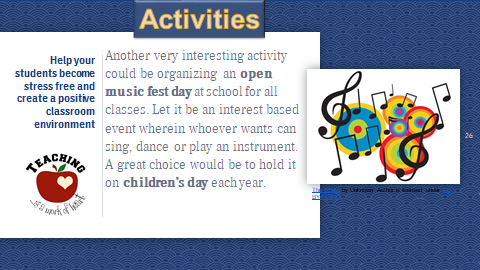 Activities
Help your
students become
stress free and
create a positive
classroom
environment
Another very interesting activity
could be organizing an open
music fest day at school for all
classes. Let it be an interest based
event wherein whoever wants can
sing, dance or play an instrument.
A great choice would be to hold it
on children's day each year.
TEACHING
is a work of heart
26
by Unknown Author is licensed under